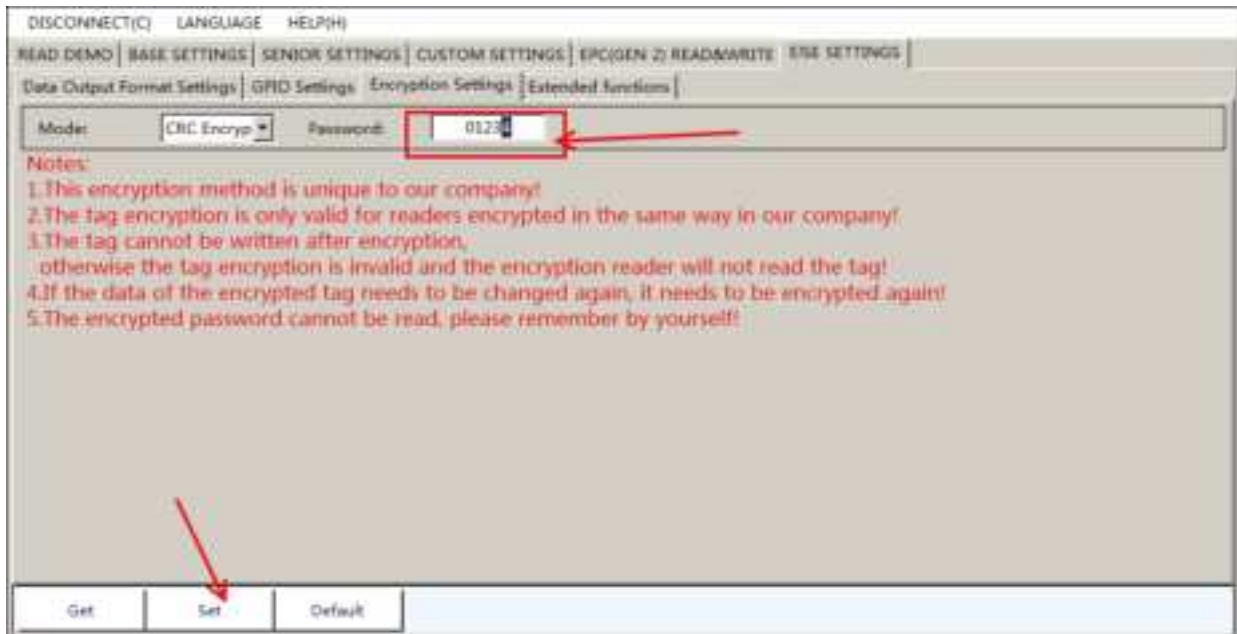 DISCONNECT(C) LANGUAGE HELP(H)
READ DEMO BASE SETTINGS SENIOR SETTINGS CUSTOM SETTINGS EPC(GEN 2) READ&WRITE ELSE SETTINGS
Data Output Format Settings GPIO Settings Encryption Settings Extended functions
Mode: CRC Encryp Password: 0123
Notes:
1.This encryption method is unique to our company!
2.The tag encryption is only valid for readers encrypted in the same way in our company!
3.The tag cannot be written after encryption,
otherwise the tag encryption is invalid and the encryption reader will not read the tag!
4.If the data of the encrypted tag needs to be changed again, it needs to be encrypted again!
5.The encrypted password cannot be read, please remember by yourself!
Get Set Default